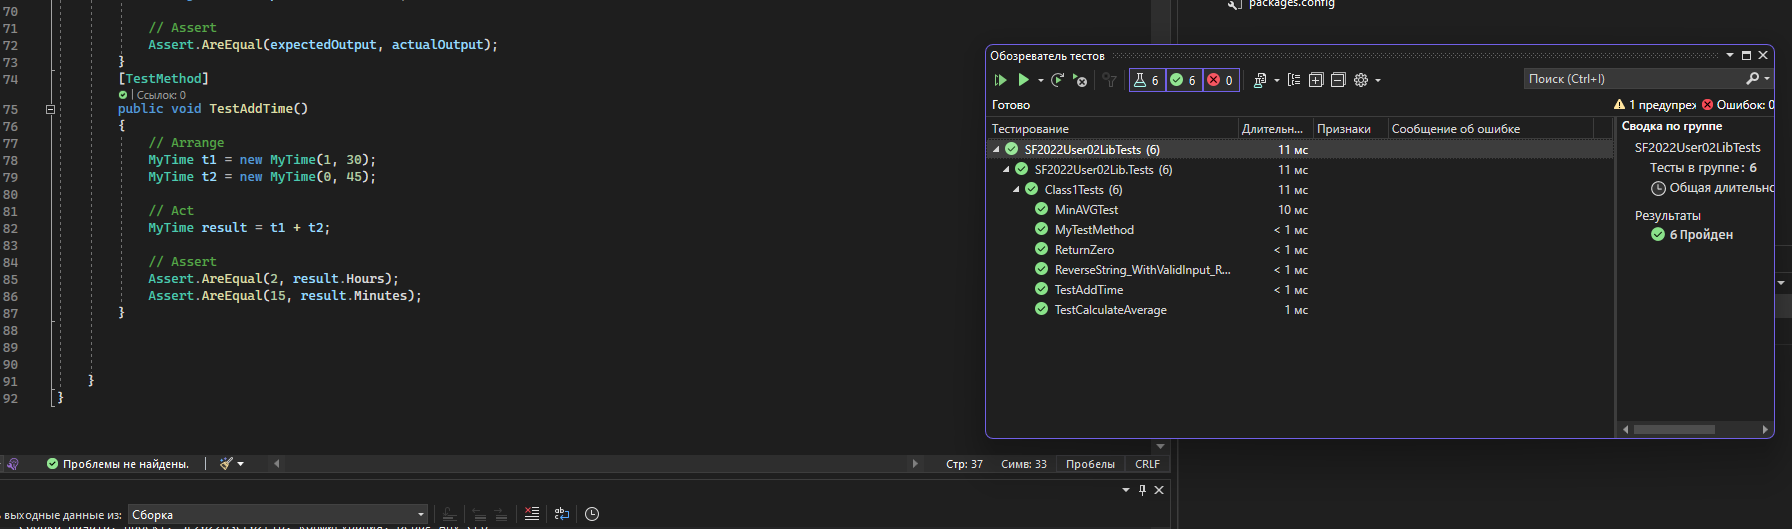 70
71 // Assert
72 Assert.AreEqual(expectedOutput, actualOutput);
73 }
74 [TestMethod]
| Ссылок: 0
75 public void TestAddTime()
76 {
77 // Arrange
78 MyTime t1 = new MyTime(1, 30);
79 MyTime t2 = new MyTime(0, 45);
80
81 // Act
82 MyTime result = t1 + t2;
83
84 // Assert
85 Assert.AreEqual(2, result.Hours);
86 Assert.AreEqual(15, result.Minutes);
87 }
88
89
90
91 }
92 }
Проблемы не найдены.
Стр: 37 Симв: 33 Пробелы CRLF
выходные данные из: Сборка
packages.config
Обозреватель тестов
6 6 0
Поиск (Ctrl+I)
Готово
1 предупреж Ошибок: 0
Тестирование Длительн... Признаки Сообщение об ошибке
SF2022User02LibTests (6) 11 мс
SF2022User02Lib.Tests (6) 11 мс
Class1Tests (6) 11 мс
MinAVGTest 10 мс
MyTestMethod < 1 мс
ReturnZero < 1 мс
ReverseString_WithValidInput_R... < 1 мс
TestAddTime < 1 мс
TestCalculateAverage 1 мс
Сводка по группе
SF2022User02LibTests
Тесты в группе: 6
Общая длительно
Результаты
6 Пройден